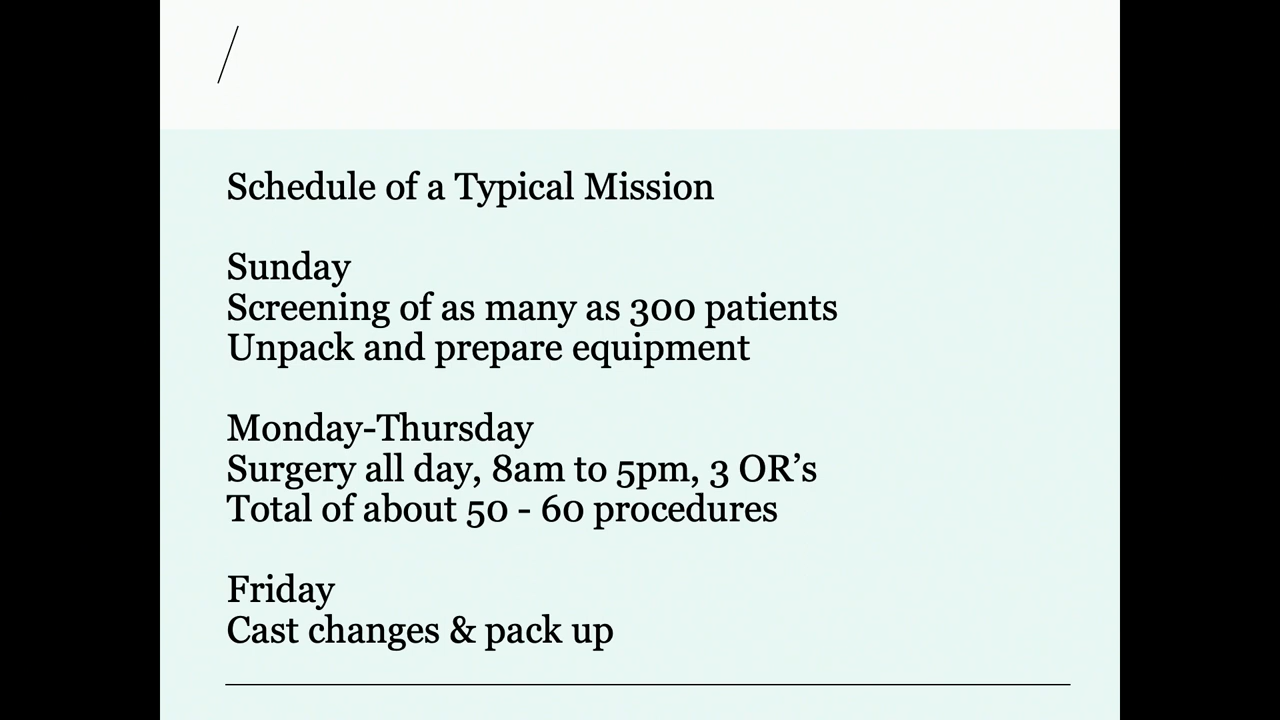 Schedule of a Typical Mission
Sunday
Screening of as many as 300 patients
Unpack and prepare equipment
Monday-Thursday
Surgery all day, 8am to 5pm, 3 OR’s
Total of about 50 - 60 procedures
Friday
Cast changes & pack up